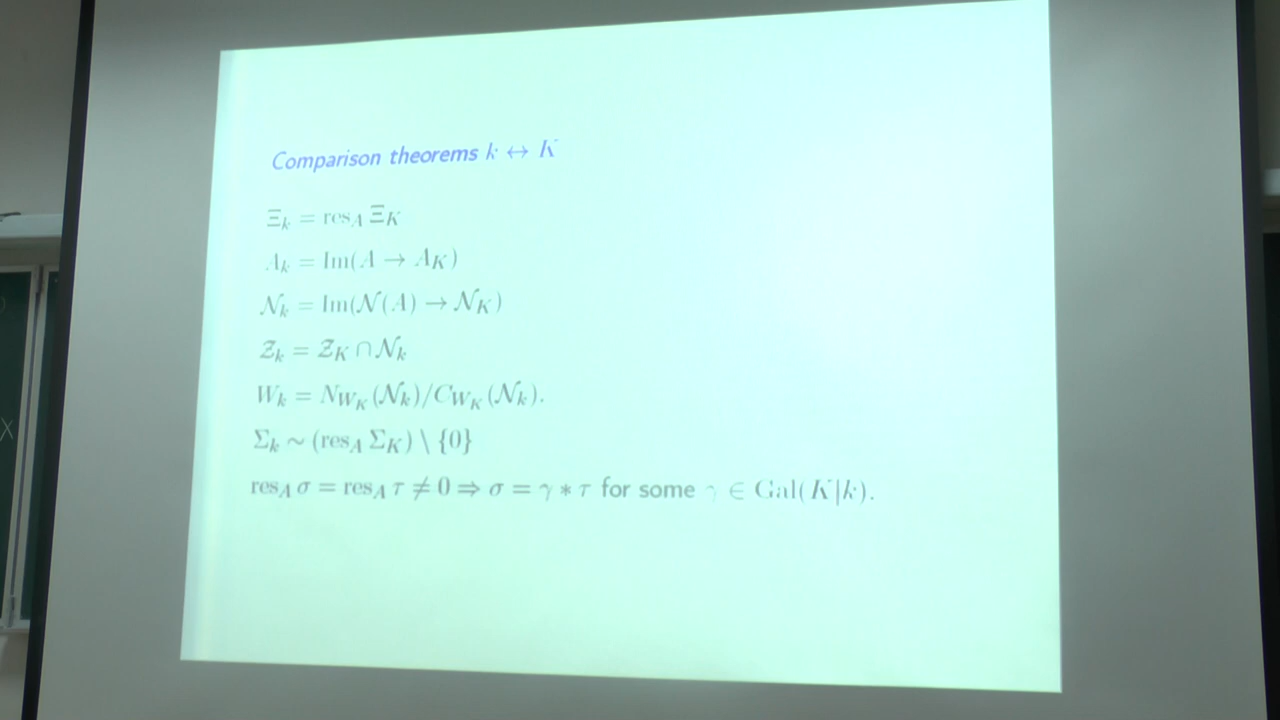 Comparison theorems k ↔ K
Ξ_k = res_A Ξ_K
A_k = Im(A → A_K)
𝒩_k = Im(𝒩(A) → 𝒩_K)
𝒵_k = 𝒵_K ∩ 𝒩_k
W_k = N_{W_K}(𝒩_k)/C_{W_K}(𝒩_k).
Σ_k ∼ (res_A Σ_K) \ {0}
res_A σ = res_A τ ≠ 0 ⇒ σ = γ ∗ τ for some γ ∈ Gal(K|k).
X